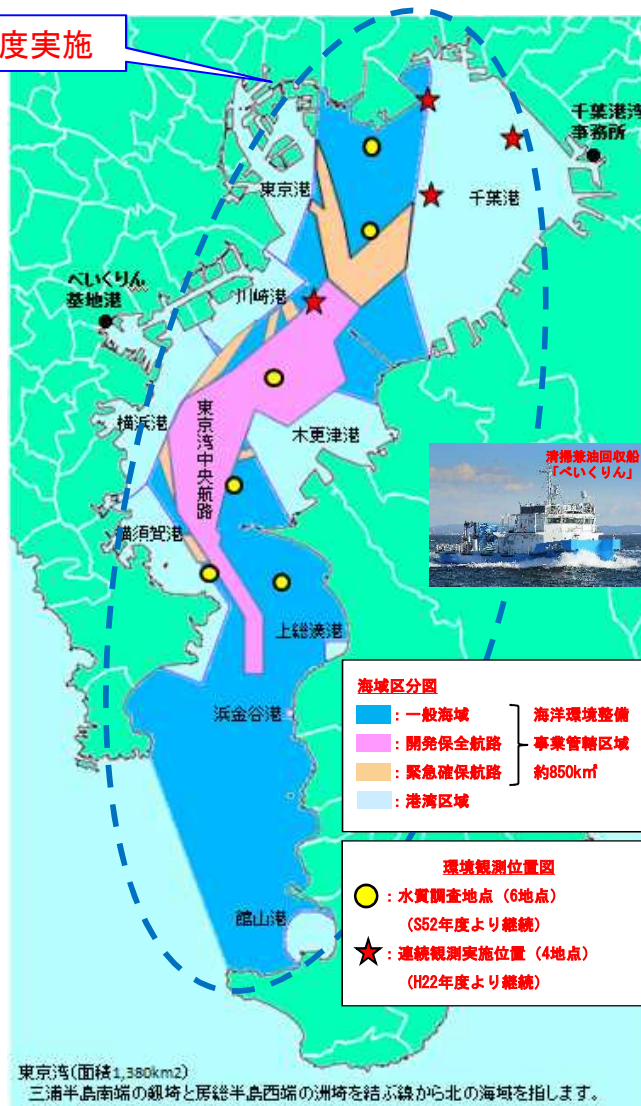 度実施
千葉港湾
事務所
東京港
千葉港
べいくりん
基地港
川崎港
横浜港
東京湾中央航路
木更津港
清掃兼油回収船
「べいくりん」
横須賀港
上総湊港
浜金谷港
館山港
海域区分図
：一般海域
：開発保全航路
：緊急確保航路
：港湾区域
海洋環境整備
事業管轄区域
約850k㎡
環境観測位置図
：水質調査地点（6地点）
（S52年度より継続）
：連続観測実施位置（4地点）
（H22年度より継続）
東京湾(面積1,380km2)
三浦半島南端の剱埼と房総半島西端の洲埼を結ぶ線から北の海域を指します。